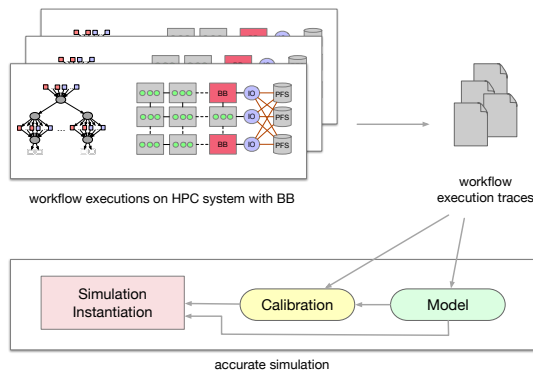 BB
IO
PFS
PFS
IO
BB
IO
PFS
workflow executions on HPC system with BB
workflow
execution traces
Simulation
Instantiation
Calibration
Model
accurate simulation